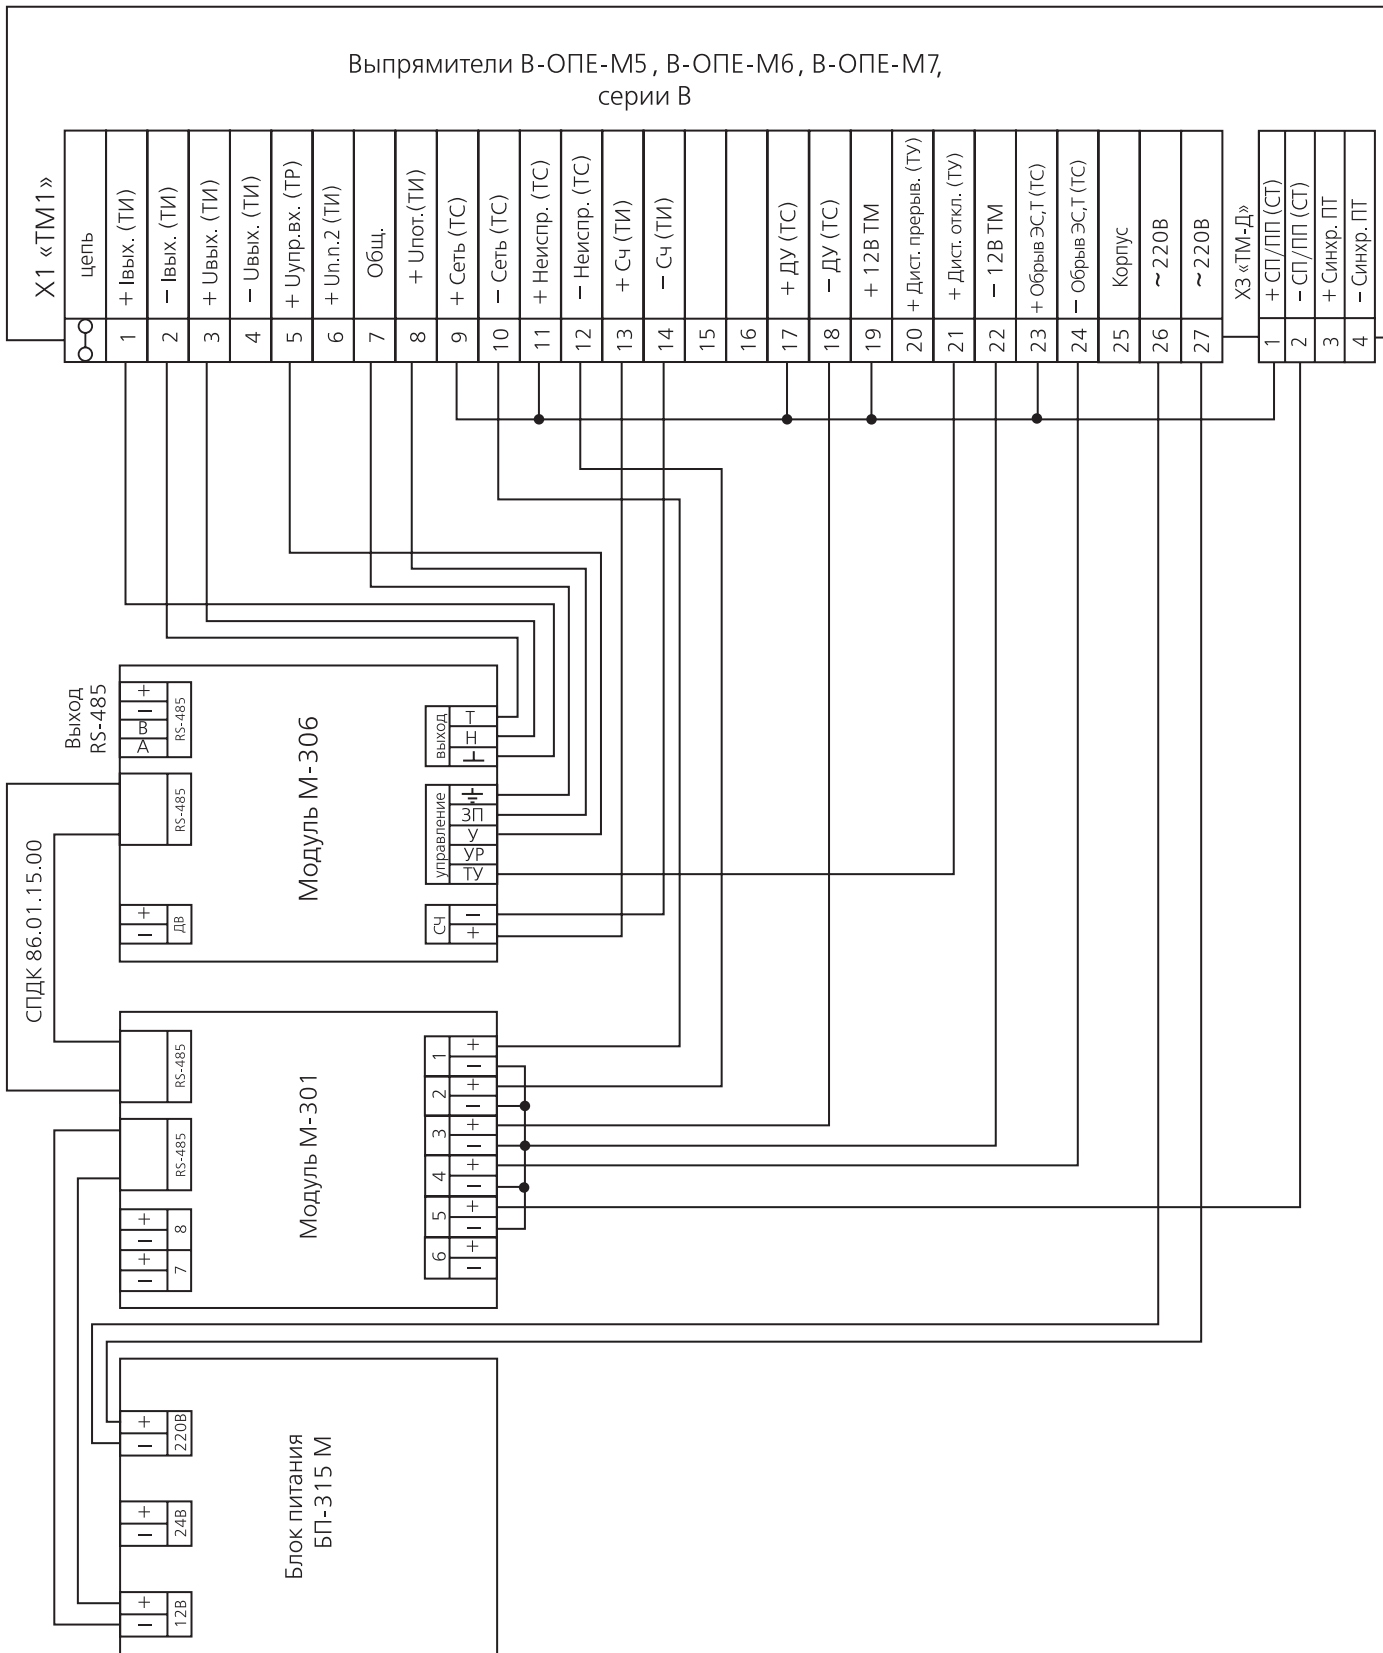 Выпрямители В-ОПЕ-М5, В-ОПЕ-М6, В-ОПЕ-М7,
серии В
Х1 «ТМ1»
цепь
1 + Iвых. (ТИ)
2 − Iвых. (ТИ)
3 + Uвых. (ТИ)
4 − Uвых. (ТИ)
5 + Uупр.вх. (ТР)
6 + Uп.п.2 (ТИ)
7 Общ.
8 + Uпот.(ТИ)
9 + Сеть (ТС)
10 − Сеть (ТС)
11 + Неиспр. (ТС)
12 − Неиспр. (ТС)
13 + Сч (ТИ)
14 − Сч (ТИ)
15
16
17 + ДУ (ТС)
18 − ДУ (ТС)
19 + 12В ТМ
20 + Дист. прерыв. (ТУ)
21 + Дист. откл. (ТУ)
22 − 12В ТМ
23 + Обрыв ЭС,Т (ТС)
24 − Обрыв ЭС,Т (ТС)
25 Корпус
26 ~ 220В
27 ~ 220В
Х3 «ТМ-Д»
1 + СП/ПП (СТ)
2 - СП/ПП (СТ)
3 + Синхр. ПТ
4 - Синхр. ПТ
Выход
RS-485
+
−
B
A
RS-485
RS-485
+
−
ДВ
Модуль М-306
выход
Т
Н
⊥
управление
ЗП
У
УР
ТУ
СЧ
−
+
СПДК 86.01.15.00
RS-485
RS-485
+
−
8
+
−
7
Модуль М-301
1 + −
2 + −
3 + −
4 + −
5 + −
6 + −
+
−
220В
+
−
24В
+
−
12В
Блок питания
БП-315 М